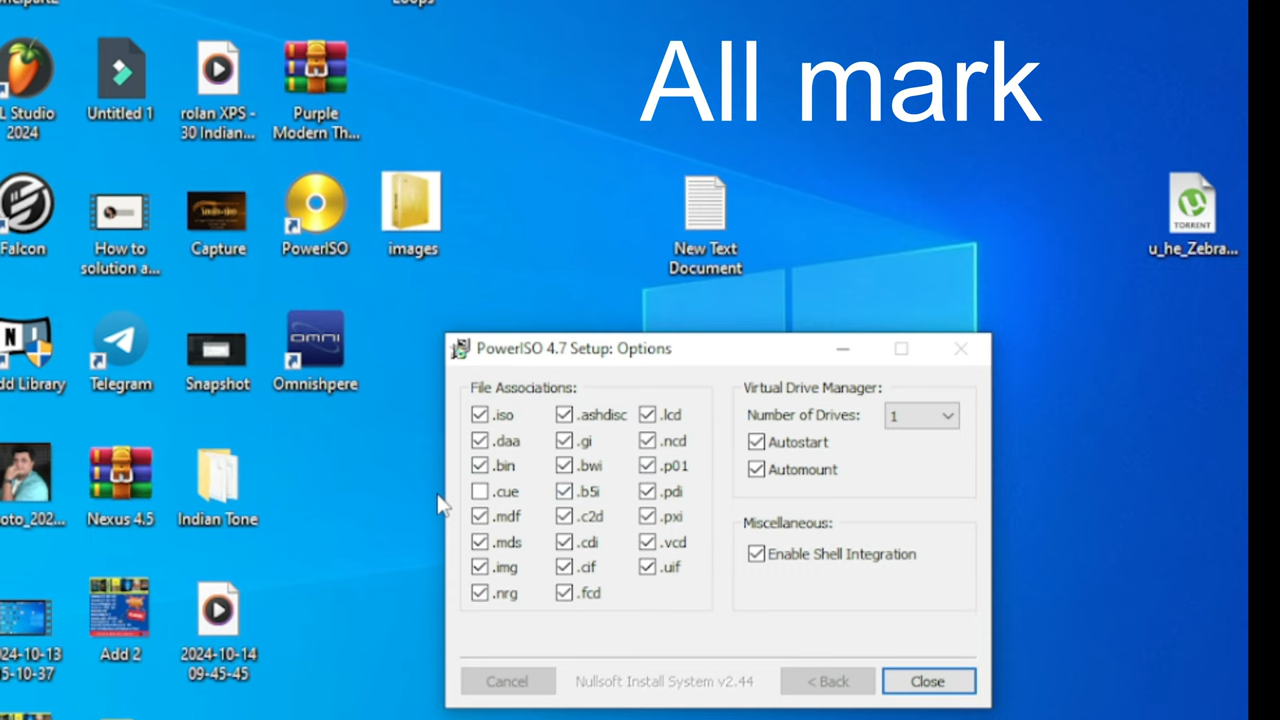 All mark
L Studio
2024
Untitled 1
rolan XPS -
30 Indian...
Purple
Modern Th...
Falcon
How to
solution a...
Capture
PowerISO
images
New Text
Document
TORRENT
u_he_Zebra...
dd Library
Telegram
Snapshot
OMNI
Omnishpere
oto_202...
Nexus 4.5
Indian Tone
24-10-13
5-10-37
Add 2
2024-10-14
09-45-45
PowerISO 4.7 Setup: Options
File Associations:
.iso .ashdisc .lcd
.daa .gi .ncd
.bin .bwi .p01
.cue .b5i .pdi
.mdf .c2d .pxi
.mds .cdi .vcd
.img .cif .uif
.nrg .fcd
Virtual Drive Manager:
Number of Drives: 1
Autostart
Automount
Miscellaneous:
Enable Shell Integration
Cancel
Nullsoft Install System v2.44
< Back
Close